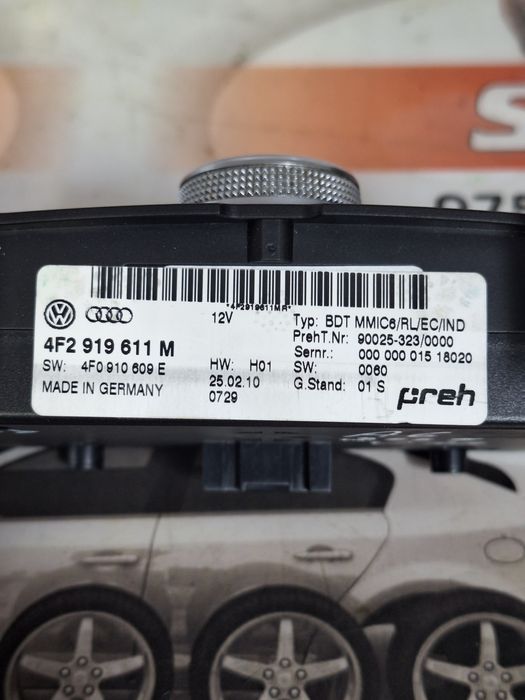 *4F2919611MR*
4F2 919 611 M
SW: 4F0 910 609 E
MADE IN GERMANY
12V
HW: H01
25.02.10
0729
Typ: BDT MMIC6/RL/EC/IND
PrehT.Nr: 90025-323/0000
Sernr.: 000 000 015 18020
SW: 0060
G.Stand: 01 S
preh